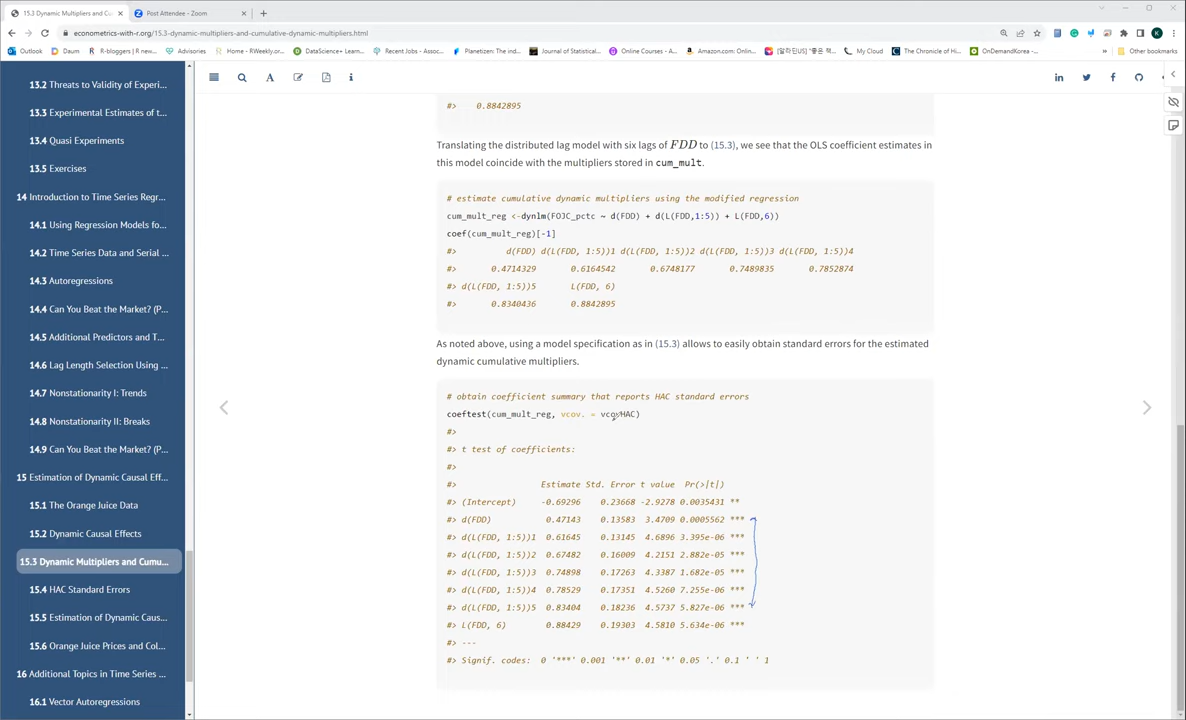 15.3 Dynamic Multipliers and Cu
Post Attendee - Zoom
econometrics-with-r.org/15.3-dynamic-multipliers-and-cumulative-dynamic-multipliers.html
Outlook
Daum
R-bloggers | R new...
Advisories
Home - RWeekly.or...
DataScience+ Learn...
Recent Jobs - Assoc...
Planetizen: The ind...
Journal of Statistical...
Online Courses - A...
Amazon.com: Onlin...
[알라딘US] "좋은 책...
My Cloud
The Chronicle of Hi...
OnDemandKorea -...
Other bookmarks
13.2 Threats to Validity of Experi...
13.3 Experimental Estimates of t...
13.4 Quasi Experiments
13.5 Exercises
14 Introduction to Time Series Regr...
14.1 Using Regression Models fo...
14.2 Time Series Data and Serial ...
14.3 Autoregressions
14.4 Can You Beat the Market? (P...
14.5 Additional Predictors and T...
14.6 Lag Length Selection Using ...
14.7 Nonstationarity I: Trends
14.8 Nonstationarity II: Breaks
14.9 Can You Beat the Market? (P...
15 Estimation of Dynamic Causal Eff...
15.1 The Orange Juice Data
15.2 Dynamic Causal Effects
15.3 Dynamic Multipliers and Cumu...
15.4 HAC Standard Errors
15.5 Estimation of Dynamic Caus...
15.6 Orange Juice Prices and Col...
16 Additional Topics in Time Series ...
16.1 Vector Autoregressions
#> 0.8842895
Translating the distributed lag model with six lags of FDD to (15.3), we see that the OLS coefficient estimates in
this model coincide with the multipliers stored in cum_mult.
# estimate cumulative dynamic multipliers using the modified regression
cum_mult_reg <-dynlm(FOJC_pctc ~ d(FDD) + d(L(FDD,1:5)) + L(FDD,6))
coef(cum_mult_reg)[-1]
#> d(FDD) d(L(FDD, 1:5))1 d(L(FDD, 1:5))2 d(L(FDD, 1:5))3 d(L(FDD, 1:5))4
#> 0.4714329 0.6164542 0.6748177 0.7489835 0.7852874
#> d(L(FDD, 1:5))5 L(FDD, 6)
#> 0.8340436 0.8842895
As noted above, using a model specification as in (15.3) allows to easily obtain standard errors for the estimated
dynamic cumulative multipliers.
# obtain coefficient summary that reports HAC standard errors
coeftest(cum_mult_reg, vcov. = vcovHAC)
#>
#> t test of coefficients:
#>
#> Estimate Std. Error t value Pr(>|t|)
#> (Intercept) -0.69296 0.23668 -2.9278 0.0035431 **
#> d(FDD) 0.47143 0.13583 3.4709 0.0005562 ***
#> d(L(FDD, 1:5))1 0.61645 0.13145 4.6896 3.395e-06 ***
#> d(L(FDD, 1:5))2 0.67482 0.16009 4.2151 2.882e-05 ***
#> d(L(FDD, 1:5))3 0.74898 0.17263 4.3387 1.682e-05 ***
#> d(L(FDD, 1:5))4 0.78529 0.17351 4.5260 7.255e-06 ***
#> d(L(FDD, 1:5))5 0.83404 0.18236 4.5737 5.827e-06 ***
#> L(FDD, 6) 0.88429 0.19303 4.5810 5.634e-06 ***
#> ---
#> Signif. codes: 0 '***' 0.001 '**' 0.01 '*' 0.05 '.' 0.1 ' ' 1